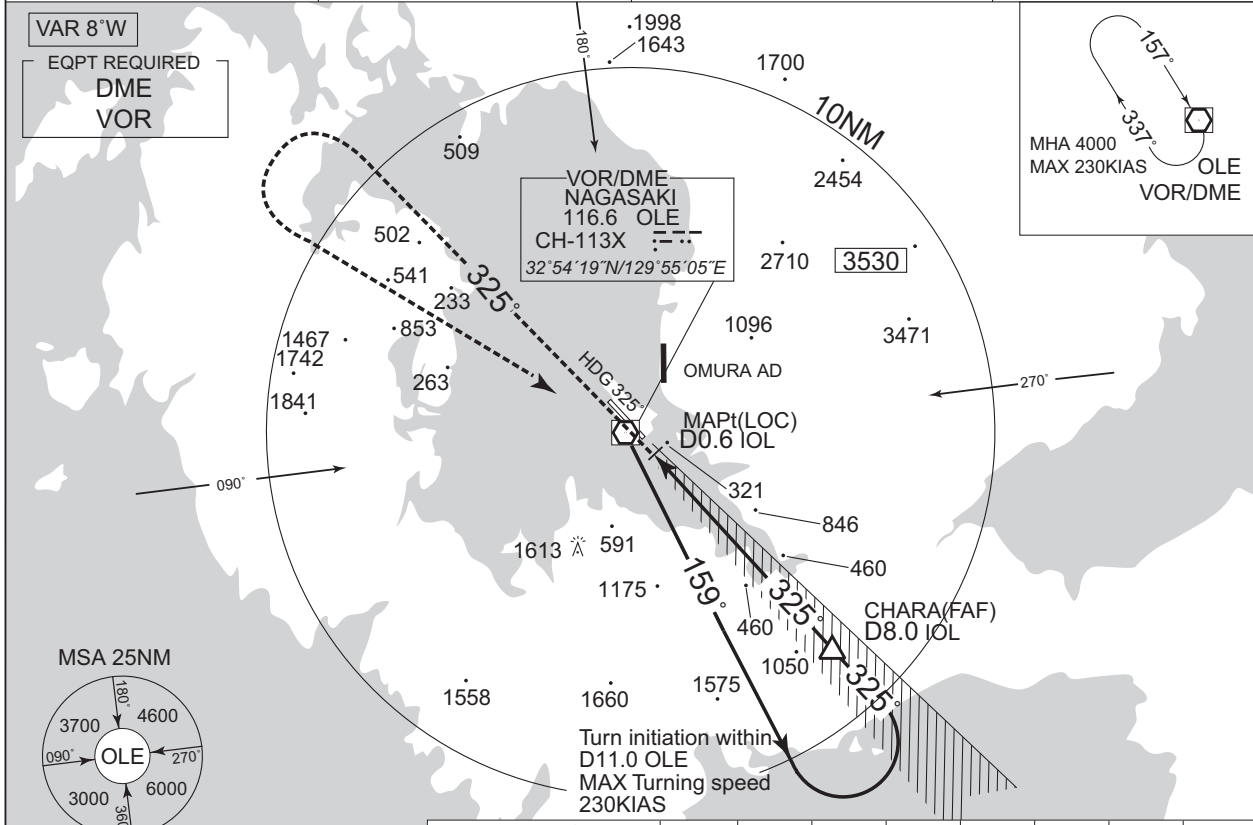 VAR 8°W
EQPT REQUIRED
DME
VOR
180°
1998
1643
1700
10NM
157°
337°
MHA 4000
MAX 230KIAS
OLE
VOR/DME
509
2454
VOR/DME
NAGASAKI
116.6 OLE
CH-113X
32°54´19˝N/129°55´05˝E
502
541
233
325°
2710
3530
1467
853
1742
263
1841
1096
3471
HDG 325°
OMURA AD
270°
MAPt(LOC)
D0.6 IOL
090°
321
846
1613
591
460
1175
159°
325°
460
CHARA(FAF)
D8.0 IOL
1050
325°
1558
1660
1575
Turn initiation within
D11.0 OLE
MAX Turning speed
230KIAS
MSA 25NM
180°
3700
4600
090°
OLE
270°
3000
6000